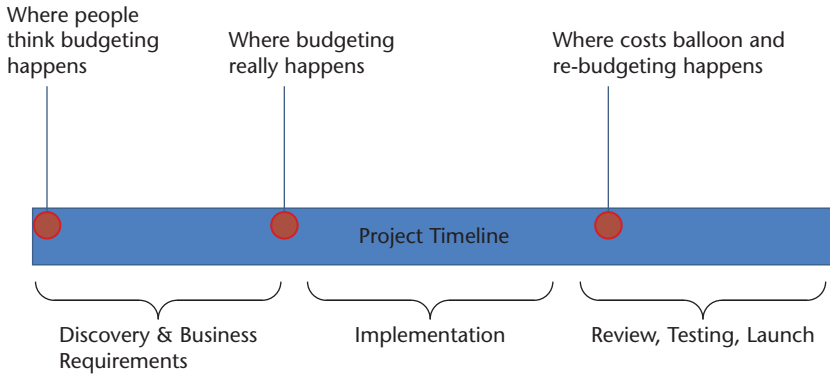 Where people
think budgeting
happens
Where budgeting
really happens
Where costs balloon and
re-budgeting happens
Project Timeline
Discovery & Business
Requirements
Implementation
Review, Testing, Launch